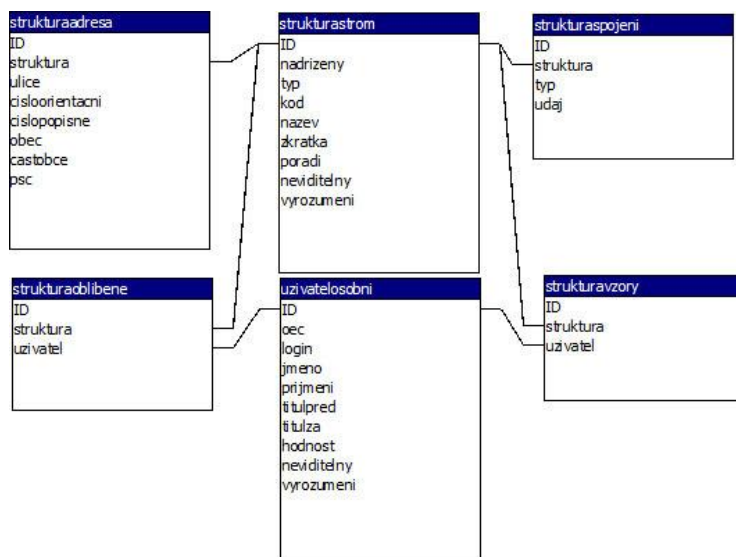 strukturaadresa
ID
struktura
ulice
cisloorientacni
cislopopisne
obec
castobce
psc
strukturastrom
ID
nadrizeny
typ
kod
nazev
zkratka
poradi
neviditelny
vyrozumeni
strukturaspojeni
ID
struktura
typ
udaj
strukturaoblibene
ID
struktura
uzivatel
uzivatelosobni
ID
oec
login
jmeno
prijmeni
titulpred
titulza
hodnost
neviditelny
vyrozumeni
strukturavzory
ID
struktura
uzivatel